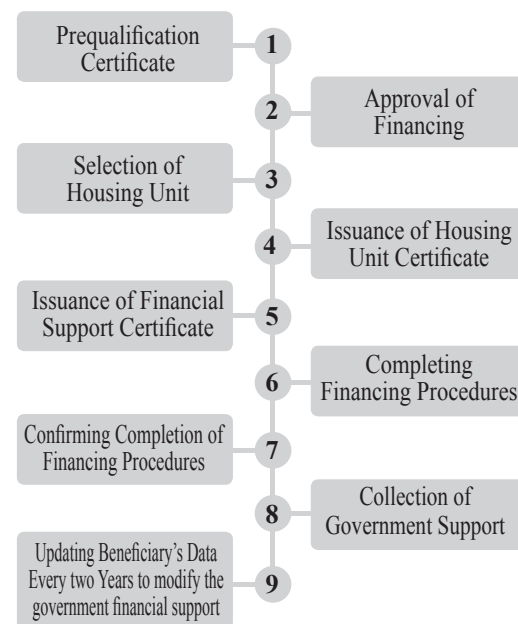 Prequalification
Certificate
1
2
Approval of
Financing
Selection of
Housing Unit
3
4
Issuance of Housing
Unit Certificate
Issuance of Financial
Support Certificate
5
6
Completing
Financing Procedures
Confirming Completion of
Financing Procedures
7
8
Collection of
Government Support
Updating Beneficiary's Data
Every two Years to modify the
government financial support
9